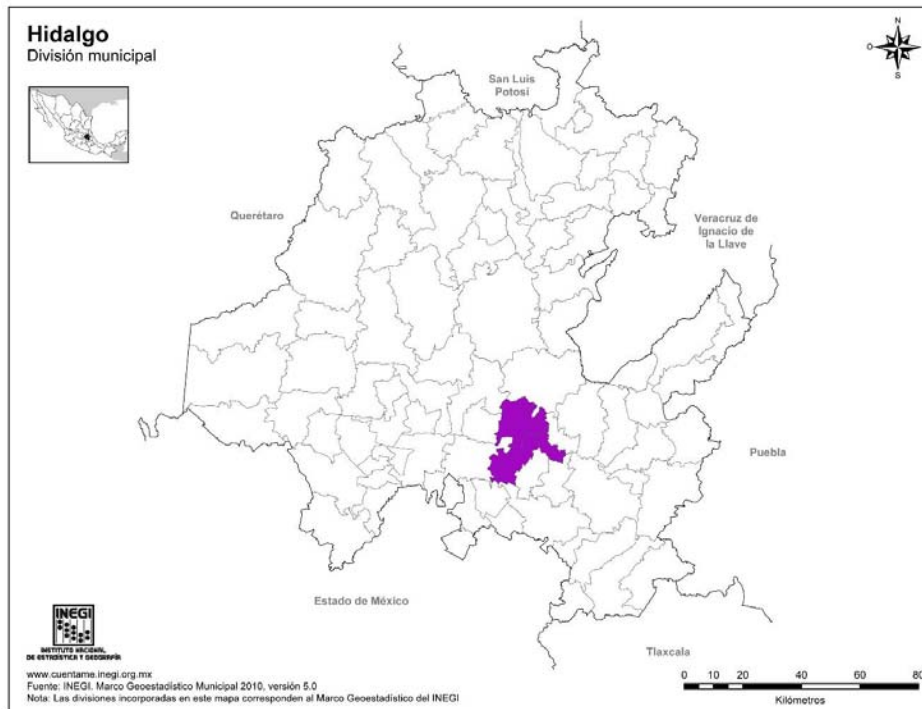 Hidalgo
División municipal
N
O
E
S
San Luis
Potosí
Querétaro
Veracruz de
Ignacio de
la Llave
Puebla
Estado de México
Tlaxcala
INEGI
INSTITUTO NACIONAL
DE ESTADÍSTICA Y GEOGRAFÍA
www.cuentame.inegi.org.mx
Fuente: INEGI. Marco Geoestadístico Municipal 2010, versión 5.0
Nota: Las divisiones incorporadas en este mapa corresponden al Marco Geoestadístico del INEGI
0 10 20 40 60 80
Kilómetros